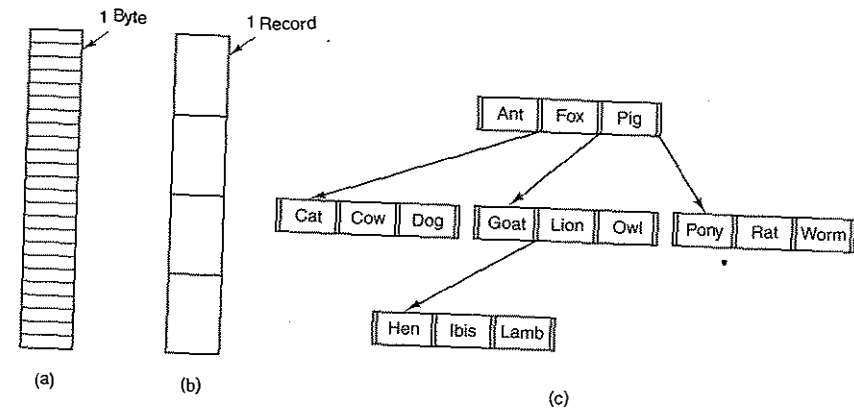 1 Byte
1 Record
Ant Fox Pig
Cat Cow Dog
Goat Lion Owl
Pony Rat Worm
Hen Ibis Lamb
(a)
(b)
(c)